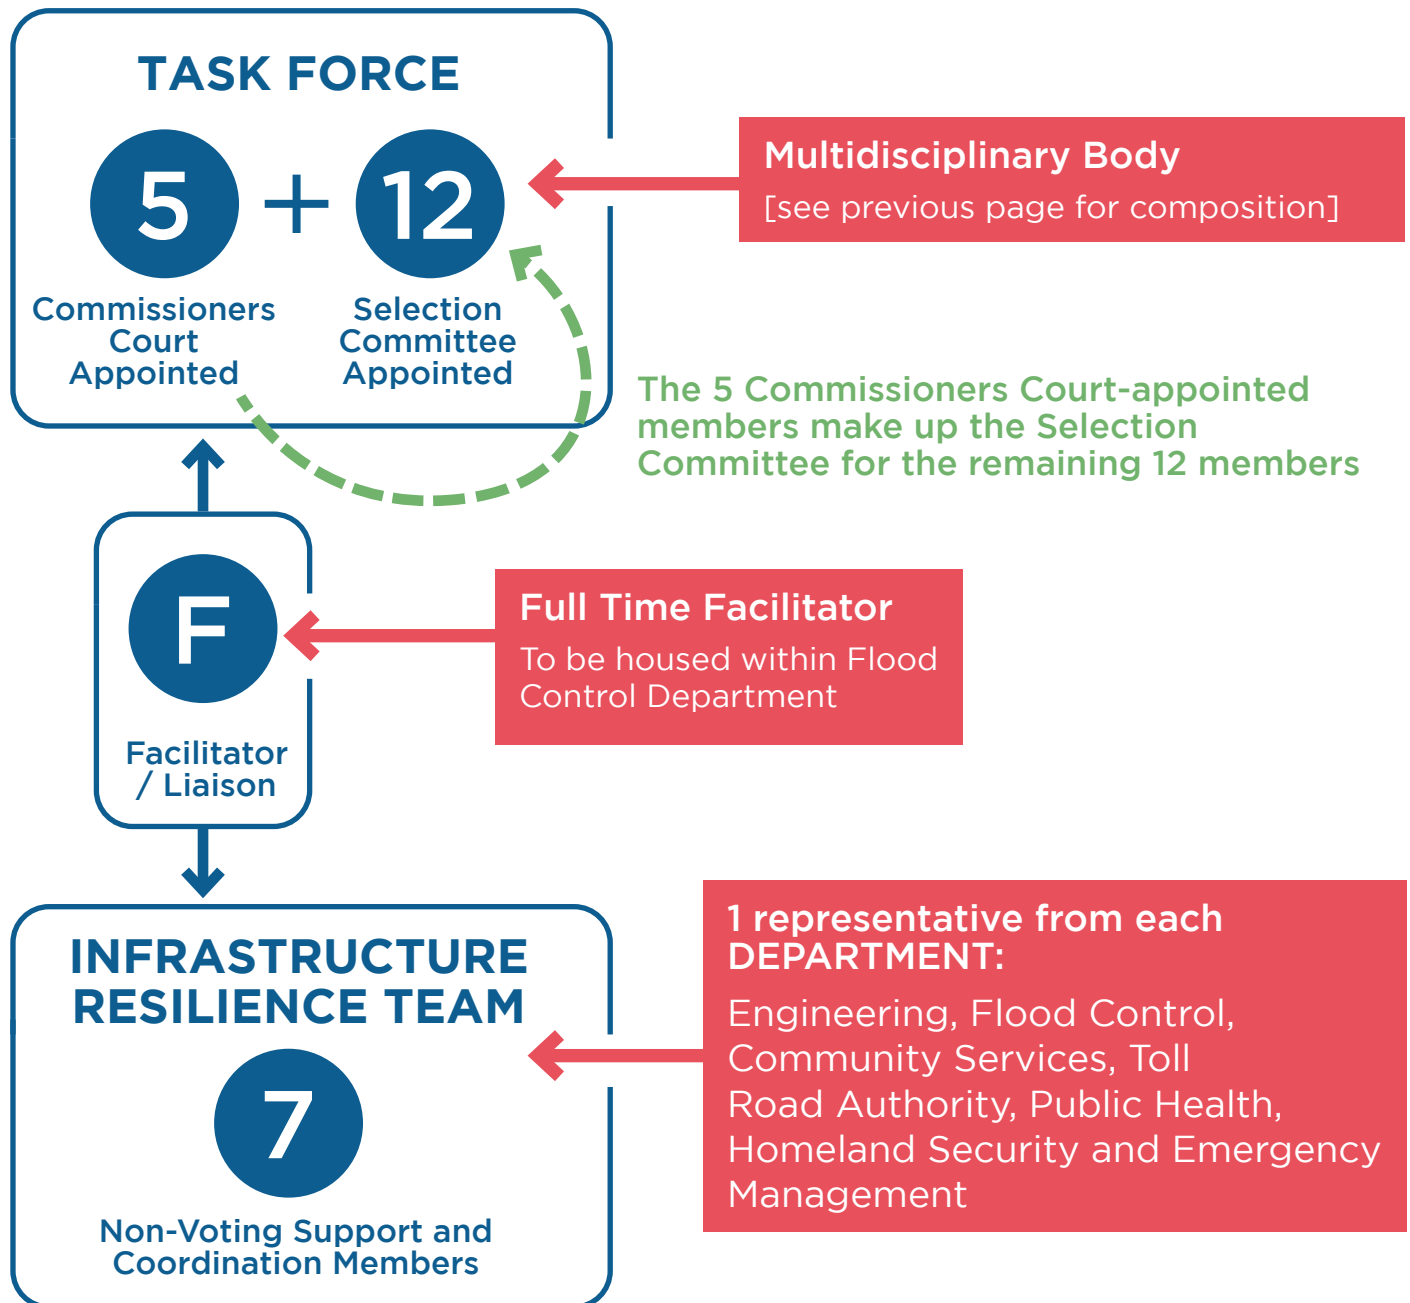 TASK FORCE
5 + 12
Commissioners
Court
Appointed
Selection
Committee
Appointed
Multidisciplinary Body
[see previous page for composition]
The 5 Commissioners Court-appointed
members make up the Selection
Committee for the remaining 12 members
F
Facilitator
/ Liaison
Full Time Facilitator
To be housed within Flood
Control Department
INFRASTRUCTURE
RESILIENCE TEAM
7
Non-Voting Support and
Coordination Members
1 representative from each
DEPARTMENT:
Engineering, Flood Control,
Community Services, Toll
Road Authority, Public Health,
Homeland Security and Emergency
Management